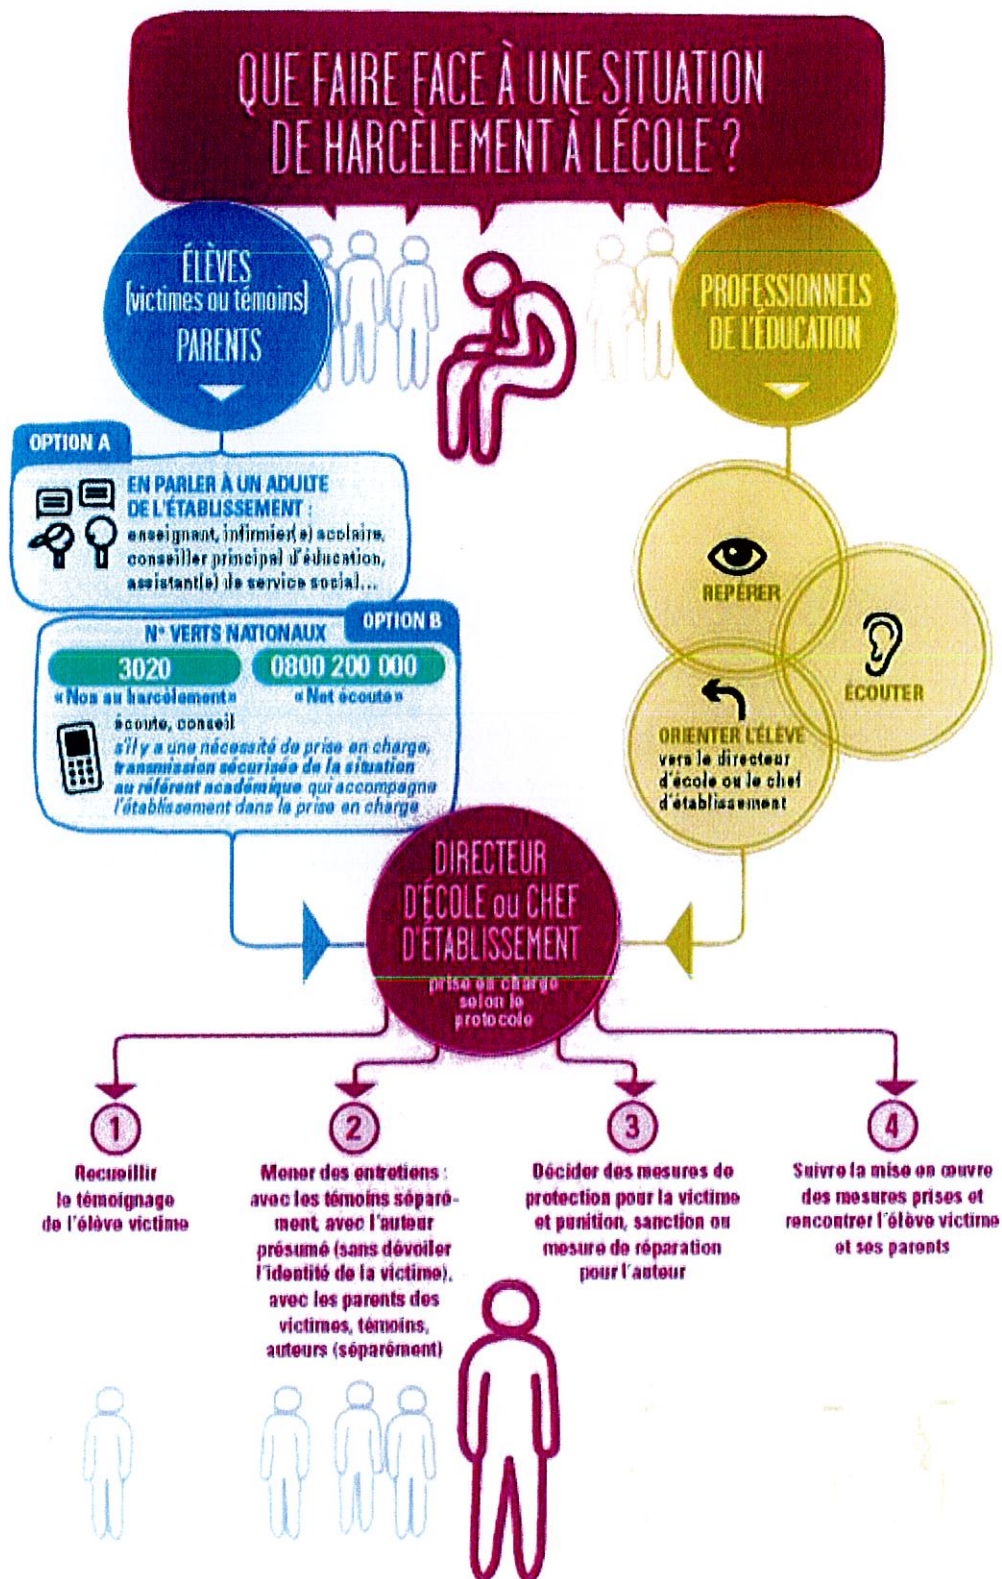 QUE FAIRE FACE À UNE SITUATION
DE HARCÈLEMENT À LÉCOLE ?
ÉLÈVES
(victimes ou témoins)
PARENTS
PROFESSIONNELS
DE L'ÉDUCATION
OPTION A
EN PARLER À UN ADULTE
DE L'ÉTABLISSEMENT :
enseignant, infirmier(e) scolaire,
conseiller principal d'éducation,
assistant(e) de service social...
OPTION B
N° VERTS NATIONAUX
3020
0800 200 000
« Non au harcèlement »
« Net écoute »
écoute, conseil
s'il y a une nécessité de prise en charge,
transmission sécurisée de la situation
au référent académique qui accompagne
l'établissement dans la prise en charge
REPÉRER
ÉCOUTER
ORIENTER L'ÉLÈVE
vers le directeur
d'école ou le chef
d'établissement
DIRECTEUR
D'ÉCOLE ou CHEF
D'ÉTABLISSEMENT
prise en charge
selon le
protocole
1
Recueillir
le témoignage
de l'élève victime
2
Mener des entretiens :
avec les témoins séparé-
ment, avec l'auteur
présumé (sans dévoiler
l'identité de la victime),
avec les parents des
victimes, témoins,
auteurs (séparément)
3
Décider des mesures de
protection pour la victime
et punition, sanction ou
mesure de réparation
pour l'auteur
4
Suivre la mise en œuvre
des mesures prises et
rencontrer l'élève victime
et ses parents